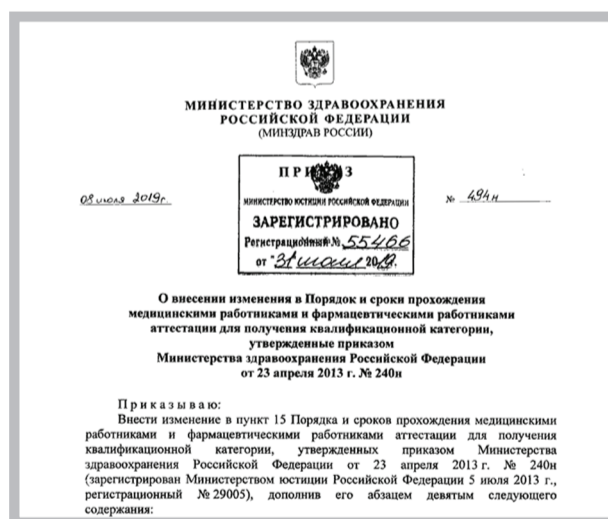 МИНИСТЕРСТВО ЗДРАВООХРАНЕНИЯ
РОССИЙСКОЙ ФЕДЕРАЦИИ
(МИНЗДРАВ РОССИИ)
П Р И К А З
МИНИСТЕРСТВО ЮСТИЦИИ РОССИЙСКОЙ ФЕДЕРАЦИИ
08 июля 2019г.
№ 494н
ЗАРЕГИСТРИРОВАНО
Регистрационный № 55466
от "31 июля 2019.
О внесении изменения в Порядок и сроки прохождения
медицинскими работниками и фармацевтическими работниками
аттестации для получения квалификационной категории,
утвержденные приказом
Министерства здравоохранения Российской Федерации
от 23 апреля 2013 г. № 240н
П р и к а з ы в а ю:
Внести изменение в пункт 15 Порядка и сроков прохождения медицинскими
работниками и фармацевтическими работниками аттестации для получения
квалификационной категории, утвержденных приказом Министерства
здравоохранения Российской Федерации от 23 апреля 2013 г. № 240н
(зарегистрирован Министерством юстиции Российской Федерации 5 июля 2013 г.,
регистрационный № 29005), дополнив его абзацем девятым следующего
содержания: